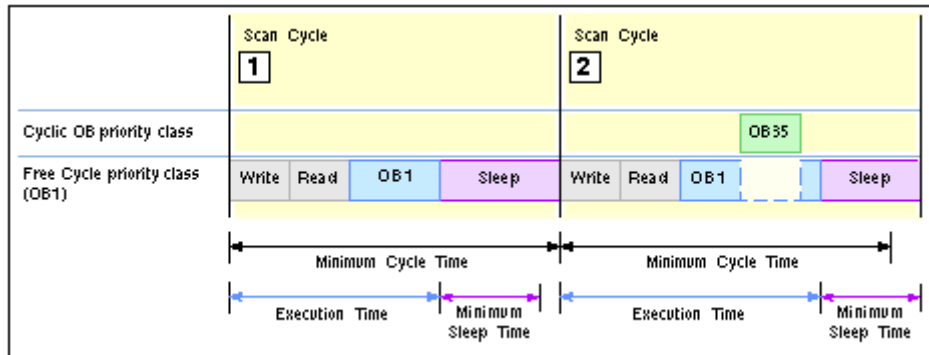 Scan Cycle
1
Scan Cycle
2
Cyclic OB priority class
OB35
Free Cycle priority class
(OB1)
Write
Read
OB1
Sleep
Write
Read
OB1
Sleep
Minimum Cycle Time
Minimum Cycle Time
Execution Time
Minimum
Sleep Time
Execution Time
Minimum
Sleep Time